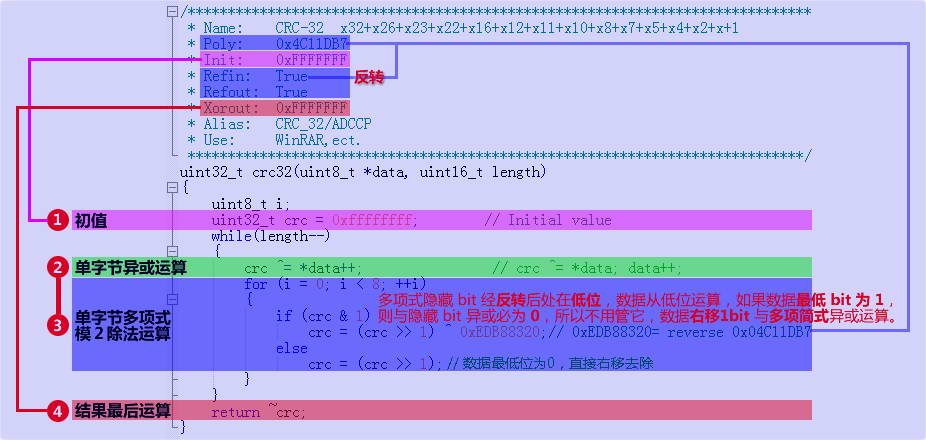 /*******************************************************************************
* Name: CRC-32 x32+x26+x23+x22+x16+x12+x11+x10+x8+x7+x5+x4+x2+x+1
* Poly: 0x4C11DB7
* Init: 0xFFFFFFF
* Refin: True 反转
* Refout: True
* Xorout: 0xFFFFFFF
* Alias: CRC_32/ADCCP
* Use: WinRAR,ect.
*******************************************************************************/
uint32_t crc32(uint8_t *data, uint16_t length)
{
uint8_t i;
1 初值 uint32_t crc = 0xffffffff; // Initial value
while(length--)
{
2 单字节异或运算 crc ^= *data++; // crc ^= *data; data++;
for (i = 0; i < 8; ++i)
{ 多项式隐藏 bit 经反转后处在低位，数据从低位运算，如果数据最低 bit 为 1，
则与隐藏 bit 异或必为 0，所以不用管它，数据右移1bit 与多项简式异或运算。
3 单字节多项式
模 2 除法运算
if (crc & 1)
crc = (crc >> 1) ^ 0xEDB88320;// 0xEDB88320= reverse 0x04C11DB7
else
crc = (crc >> 1); // 数据最低位为0，直接右移去除
}
}
4 结果最后运算 return ~crc;
}